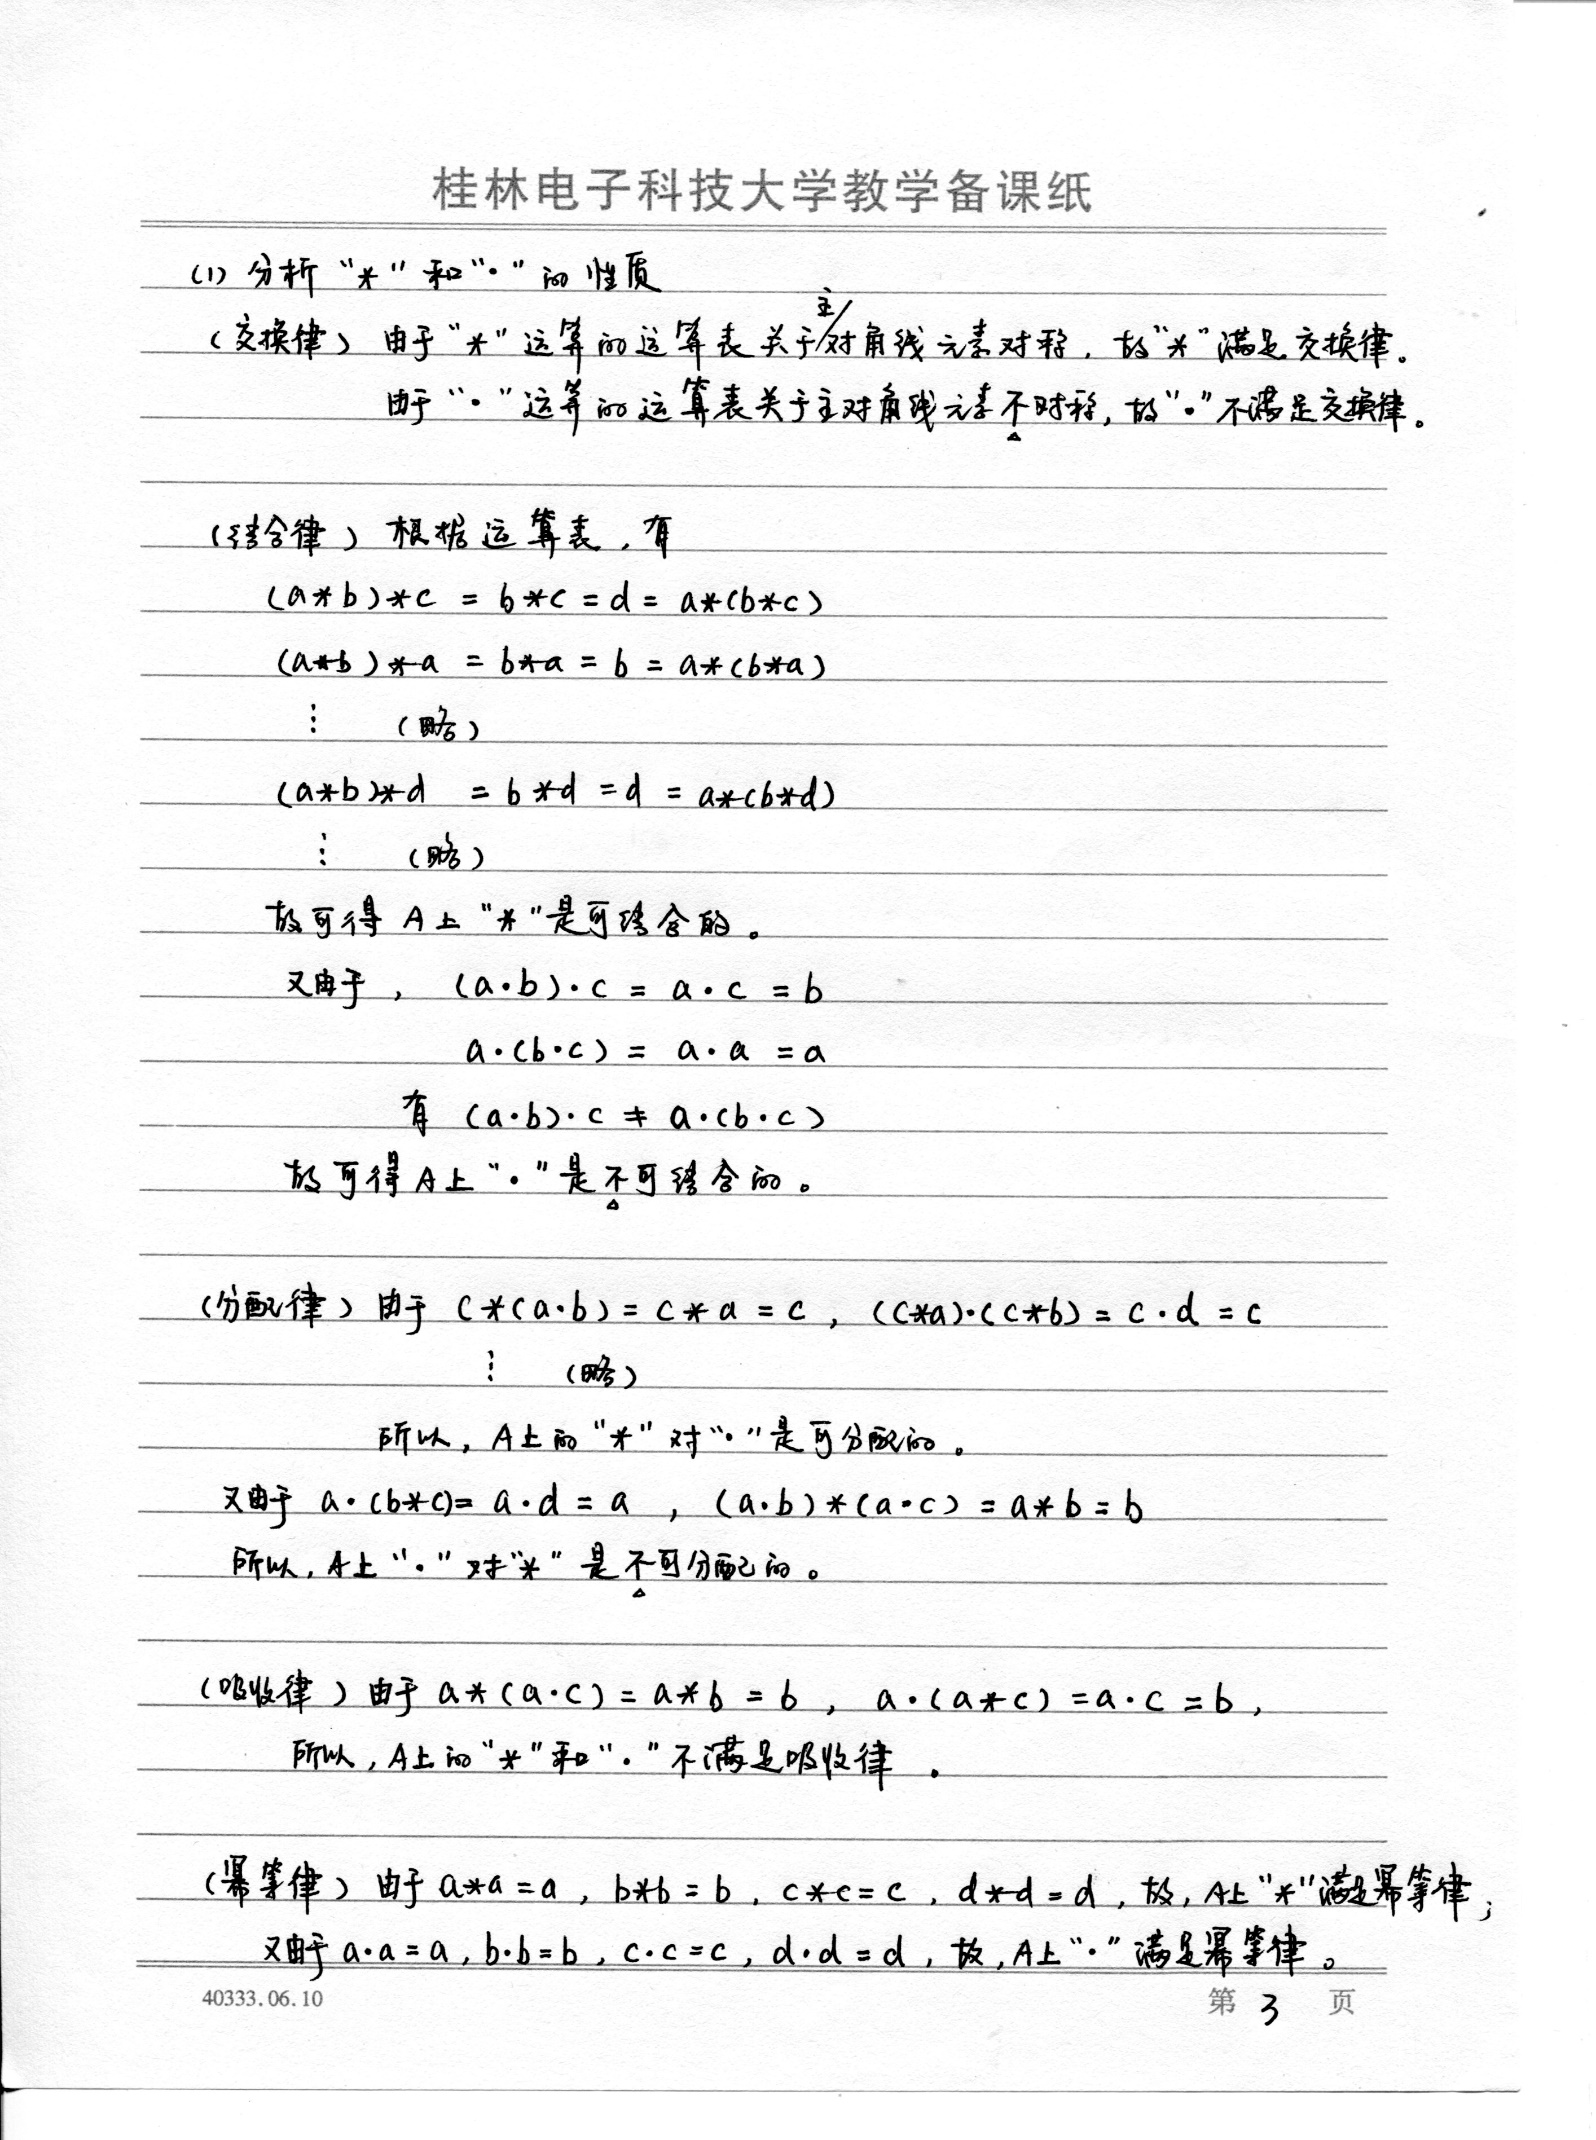 桂林电子科技大学教学备课纸
(1) 分析 "*" 和 "·" 的性质
(交换律) 由于 "*" 运算的运算表关于主对角线元素对称，故 "*" 满足交换律。
由于 "·" 运算的运算表关于主对角线元素不对称，故 "·" 不满足交换律。
(结合律) 根据运算表，有
(a*b)*c = b*c = d = a*(b*c)
(a*b)*a = b*a = b = a*(b*a)
⋮ (略)
(a*b)*d = b*d = d = a*(b*d)
⋮ (略)
故可得 A上 "*" 是可结合的。
又由于， (a·b)·c = a·c = b
a·(b·c) = a·a = a
有 (a·b)·c ≠ a·(b·c)
故可得 A上 "·" 是不可结合的。
(分配律) 由于 c*(a·b) = c*a = c , (c*a)·(c*b) = c·d = c
⋮ (略)
所以，A上的 "*" 对 "·" 是可分配的。
又由于 a·(b*c) = a·d = a , (a·b)*(a·c) = a*b = b
所以，A上 "·" 对 "*" 是不可分配的。
(吸收律) 由于 a*(a·c) = a*b = b , a·(a*c) = a·c = b ,
所以，A上的 "*" 和 "·" 不满足吸收律 .
(幂等律) 由于 a*a = a , b*b = b , c*c = c , d*d = d , 故，A上 "*" 满足幂等律；
又由于 a·a = a , b·b = b , c·c = c , d·d = d , 故，A上 "·" 满足幂等律。
40333.06.10 第 3 页